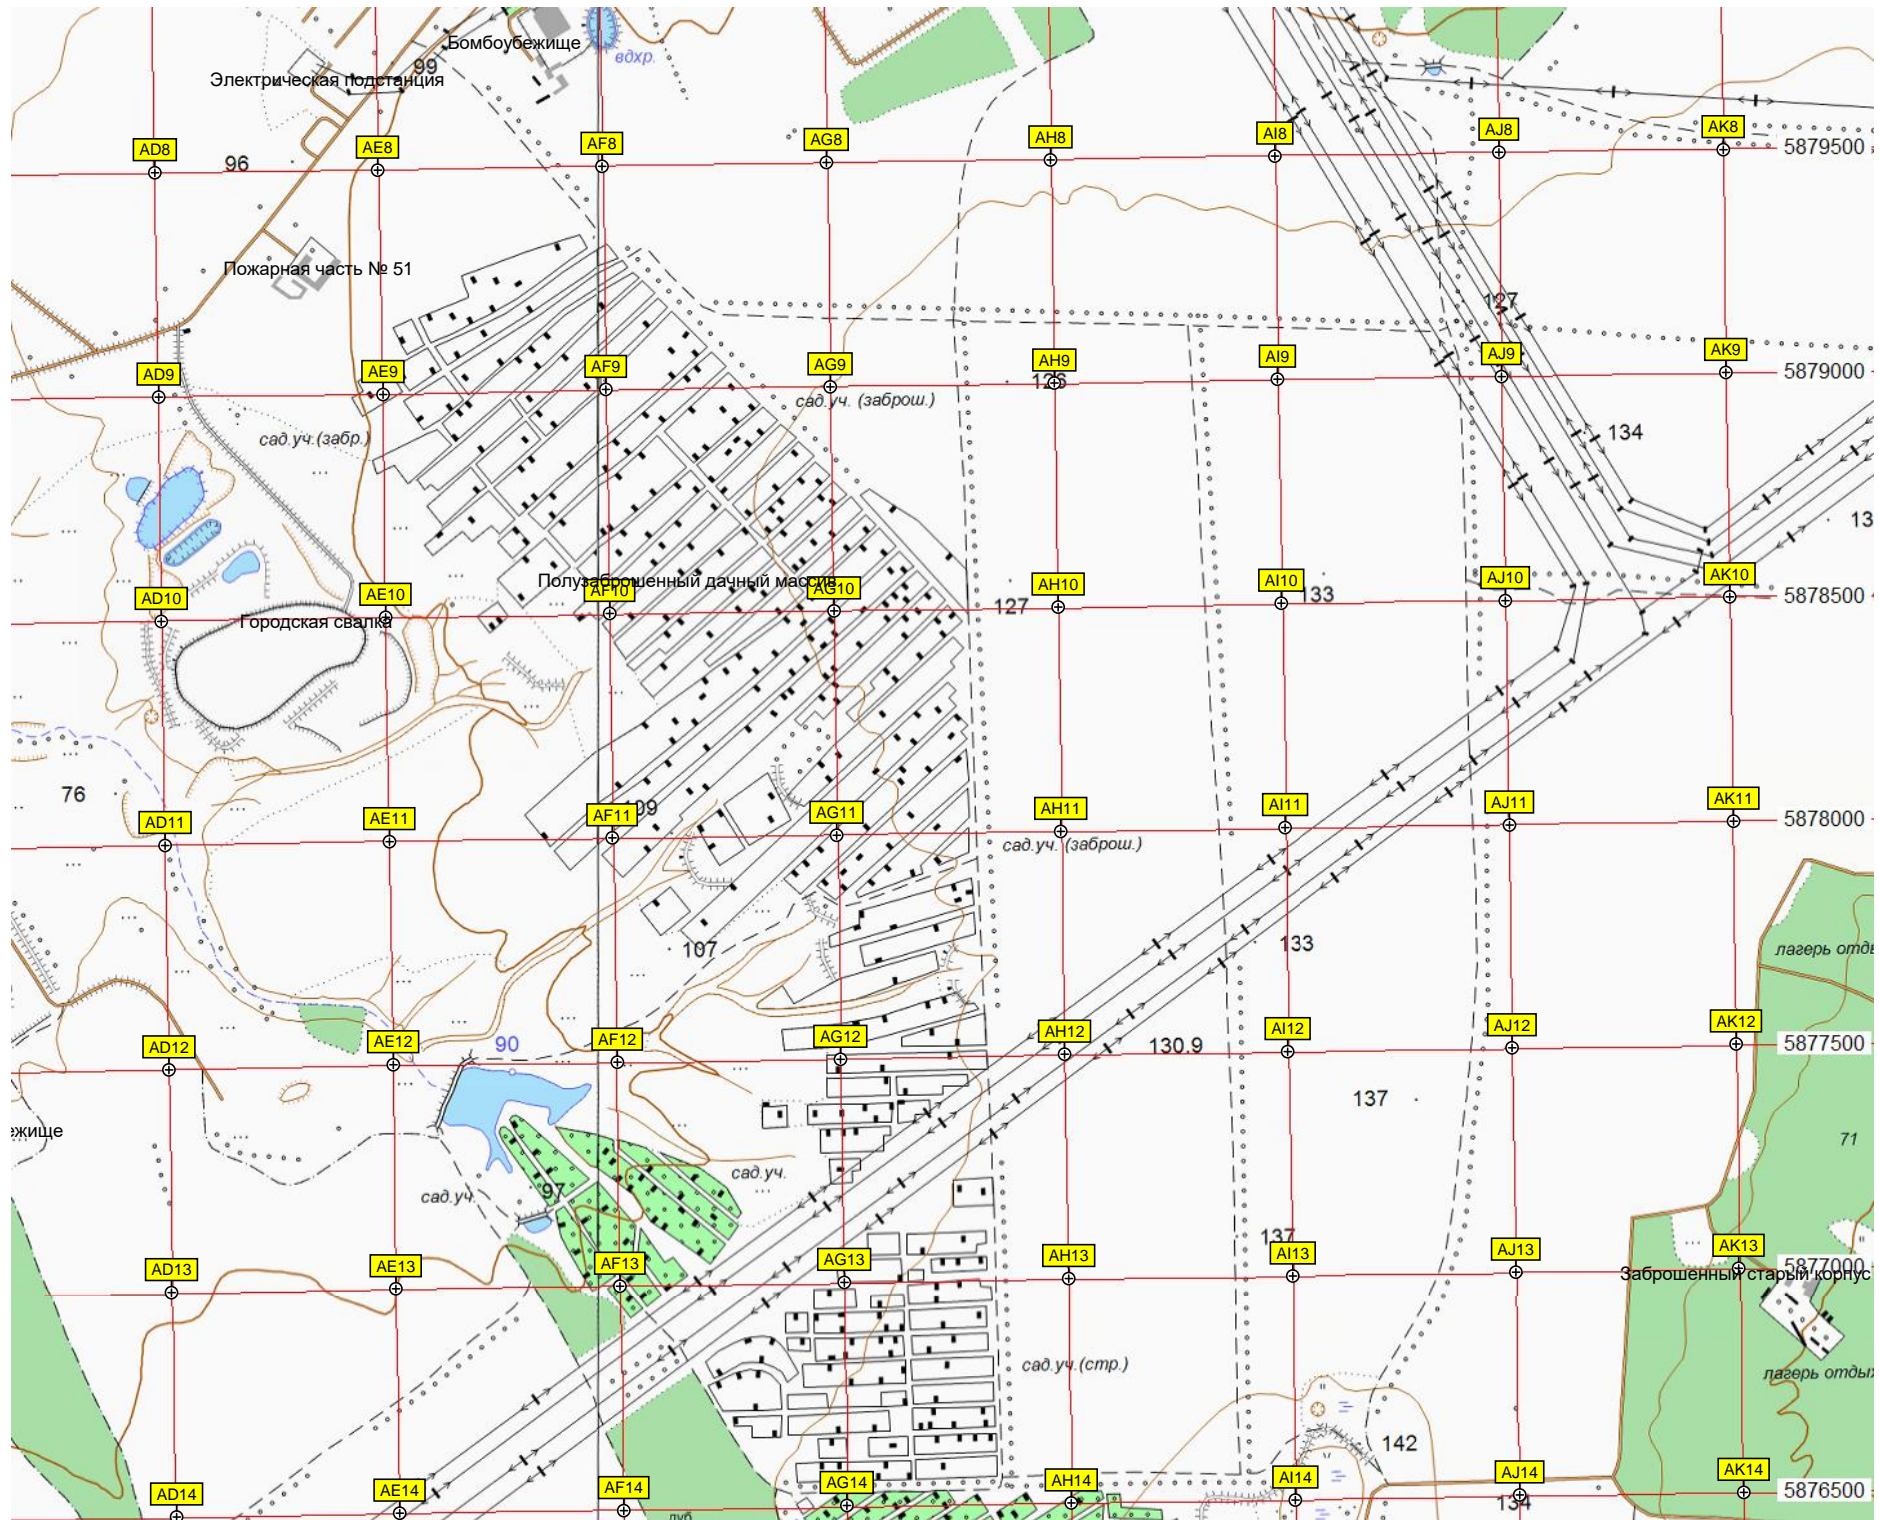 Бомбоубежище
вдхр.
99
Электрическая подстанция
AD8
AE8
AF8
AG8
AH8
AI8
AJ8
AK8
5879500
96
Пожарная часть № 51
127
AD9
AE9
AF9
AG9
AH9
AI9
AJ9
AK9
5879000
126
сад.уч. (заброш.)
сад.уч.(забр.)
134
13
Полузаброшенный дачный массив
AD10
AE10
AF10
AG10
AH10
AI10
AJ10
AK10
5878500
127
133
Городская свалка
76
109
AD11
AE11
AF11
AG11
AH11
AI11
AJ11
AK11
5878000
сад.уч. (заброш.)
107
133
лагерь отды
AD12
AE12
90
AF12
AG12
AH12
130.9
AI12
AJ12
AK12
5877500
137
ежище
71
сад.уч.
97
сад.уч.
137
AD13
AE13
AF13
AG13
AH13
AI13
AJ13
AK13
5877000
Заброшенный старый корпус
сад.уч.(стр.)
лагерь отдых
142
AD14
AE14
AF14
AG14
AH14
AI14
AJ14
AK14
5876500
134
дуб